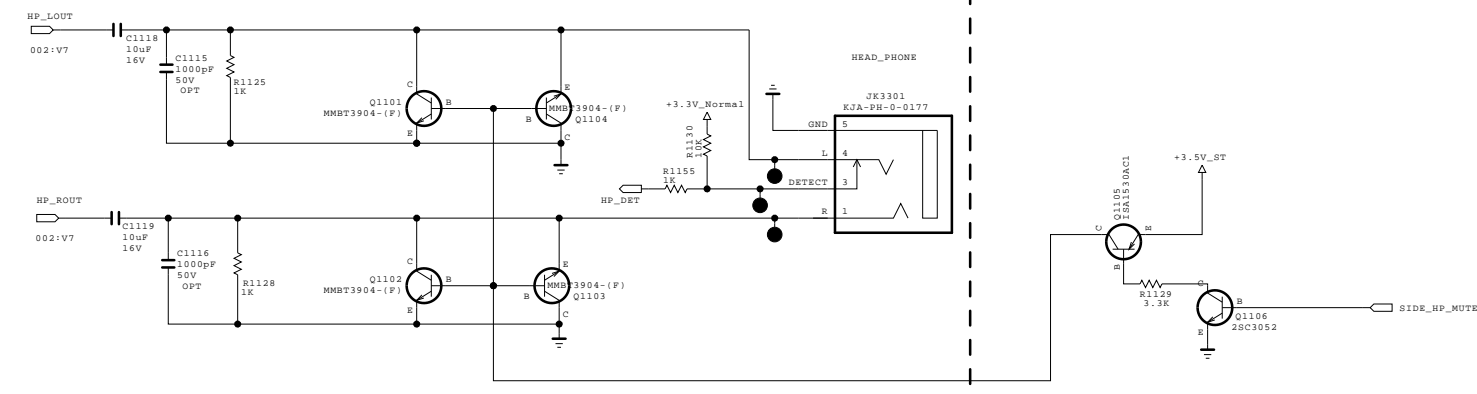 HP_LOUT
002:V7
C1118
10uF
16V
C1115
1000pF
50V
OPT
R1125
1K
C
Q1101
MMBT3904-(F)
B
E
E
MMBT3904-(F)
B
Q1104
C
+3.3V_Normal
R1130
10K
R1155
1K
HP_DET
HEAD_PHONE
JK3301
KJA-PH-0-0177
GND
5
L
4
DETECT
3
R
1
HP_ROUT
002:V7
C1119
10uF
16V
C1116
1000pF
50V
OPT
R1128
1K
C
Q1102
MMBT3904-(F)
B
E
E
MMBT3904-(F)
B
Q1103
C
Q1105
ISA1530AC1
+3.5V_ST
C
E
B
R1129
3.3K
C
B
Q1106
2SC3052
E
SIDE_HP_MUTE